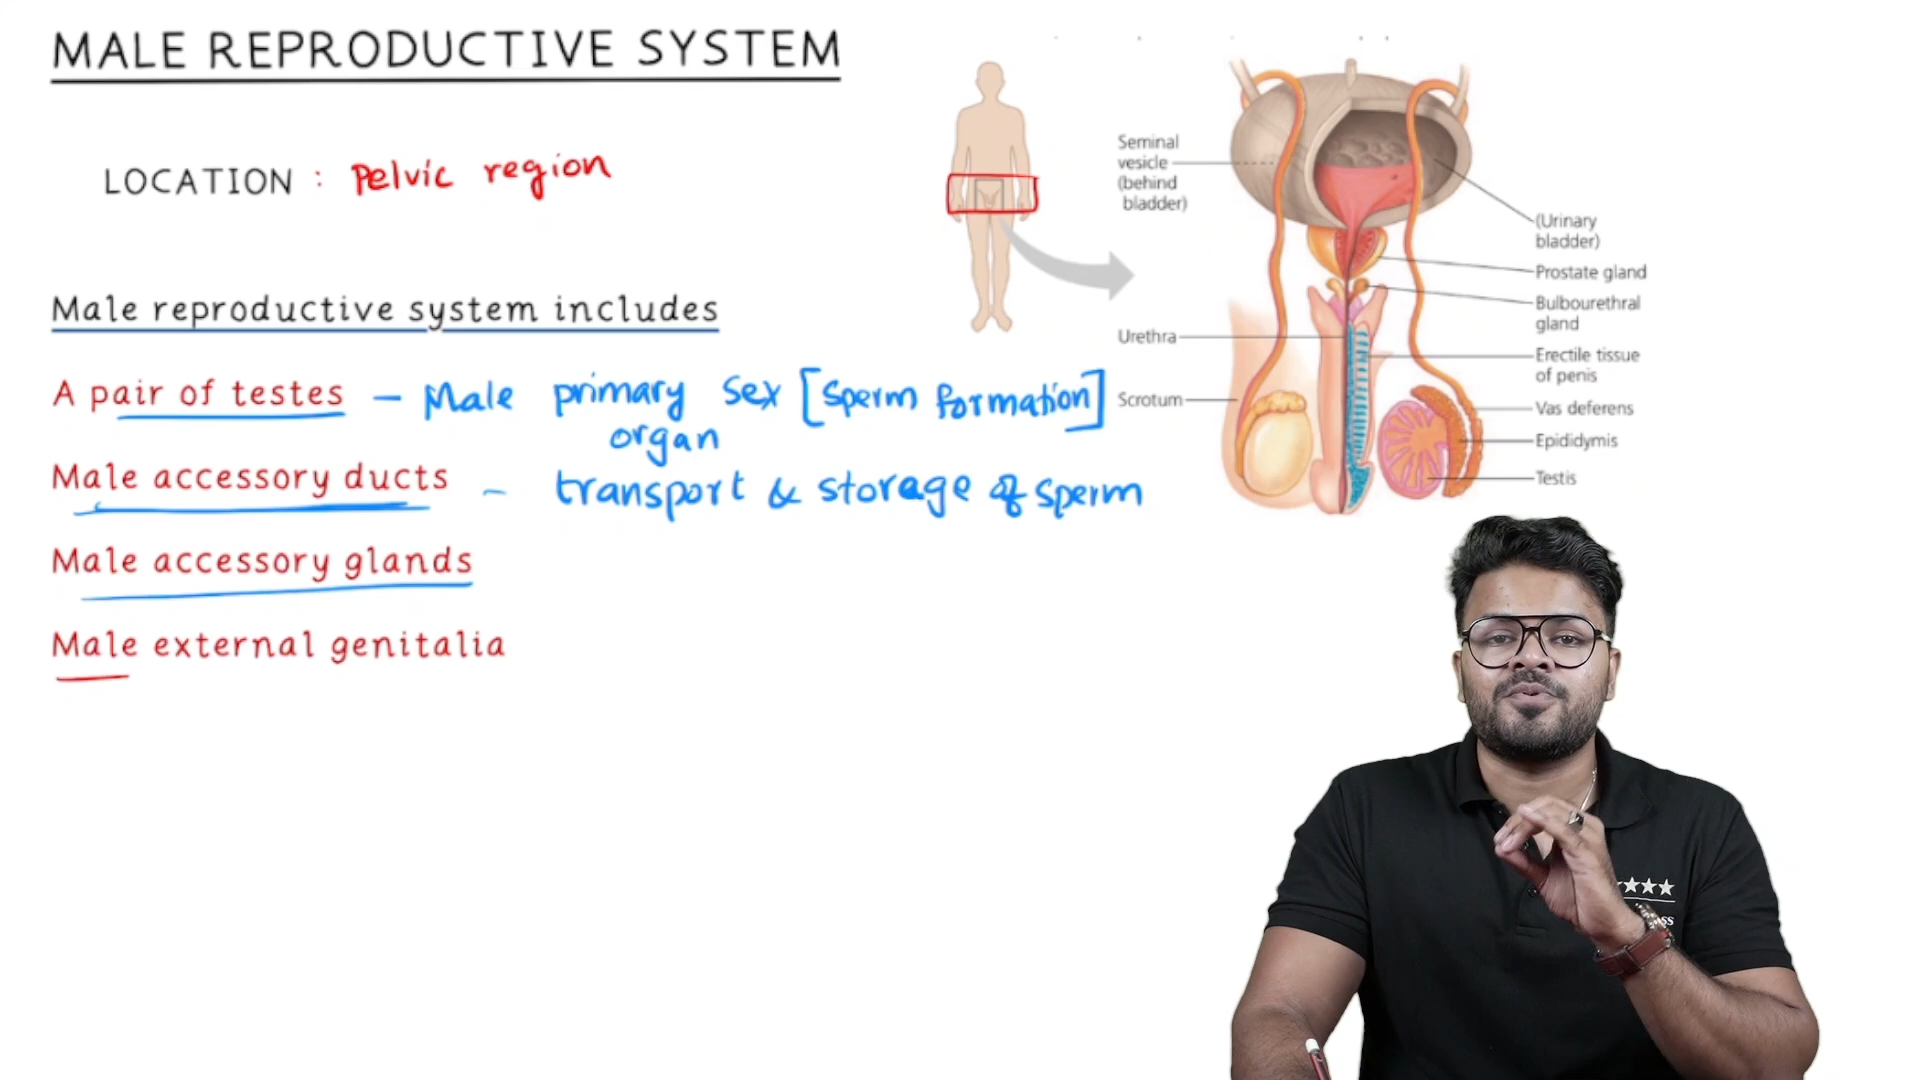 MALE REPRODUCTIVE SYSTEM
LOCATION : Pelvic region
Male reproductive system includes
A pair of testes – Male primary sex [sperm formation]
organ
Male accessory ducts – transport & storage of sperm
Male accessory glands
Male external genitalia
Seminal
vesicle
(behind
bladder)
Urethra
Scrotum
(Urinary
bladder)
Prostate gland
Bulbourethral
gland
Erectile tissue
of penis
Vas deferens
Epididymis
Testis